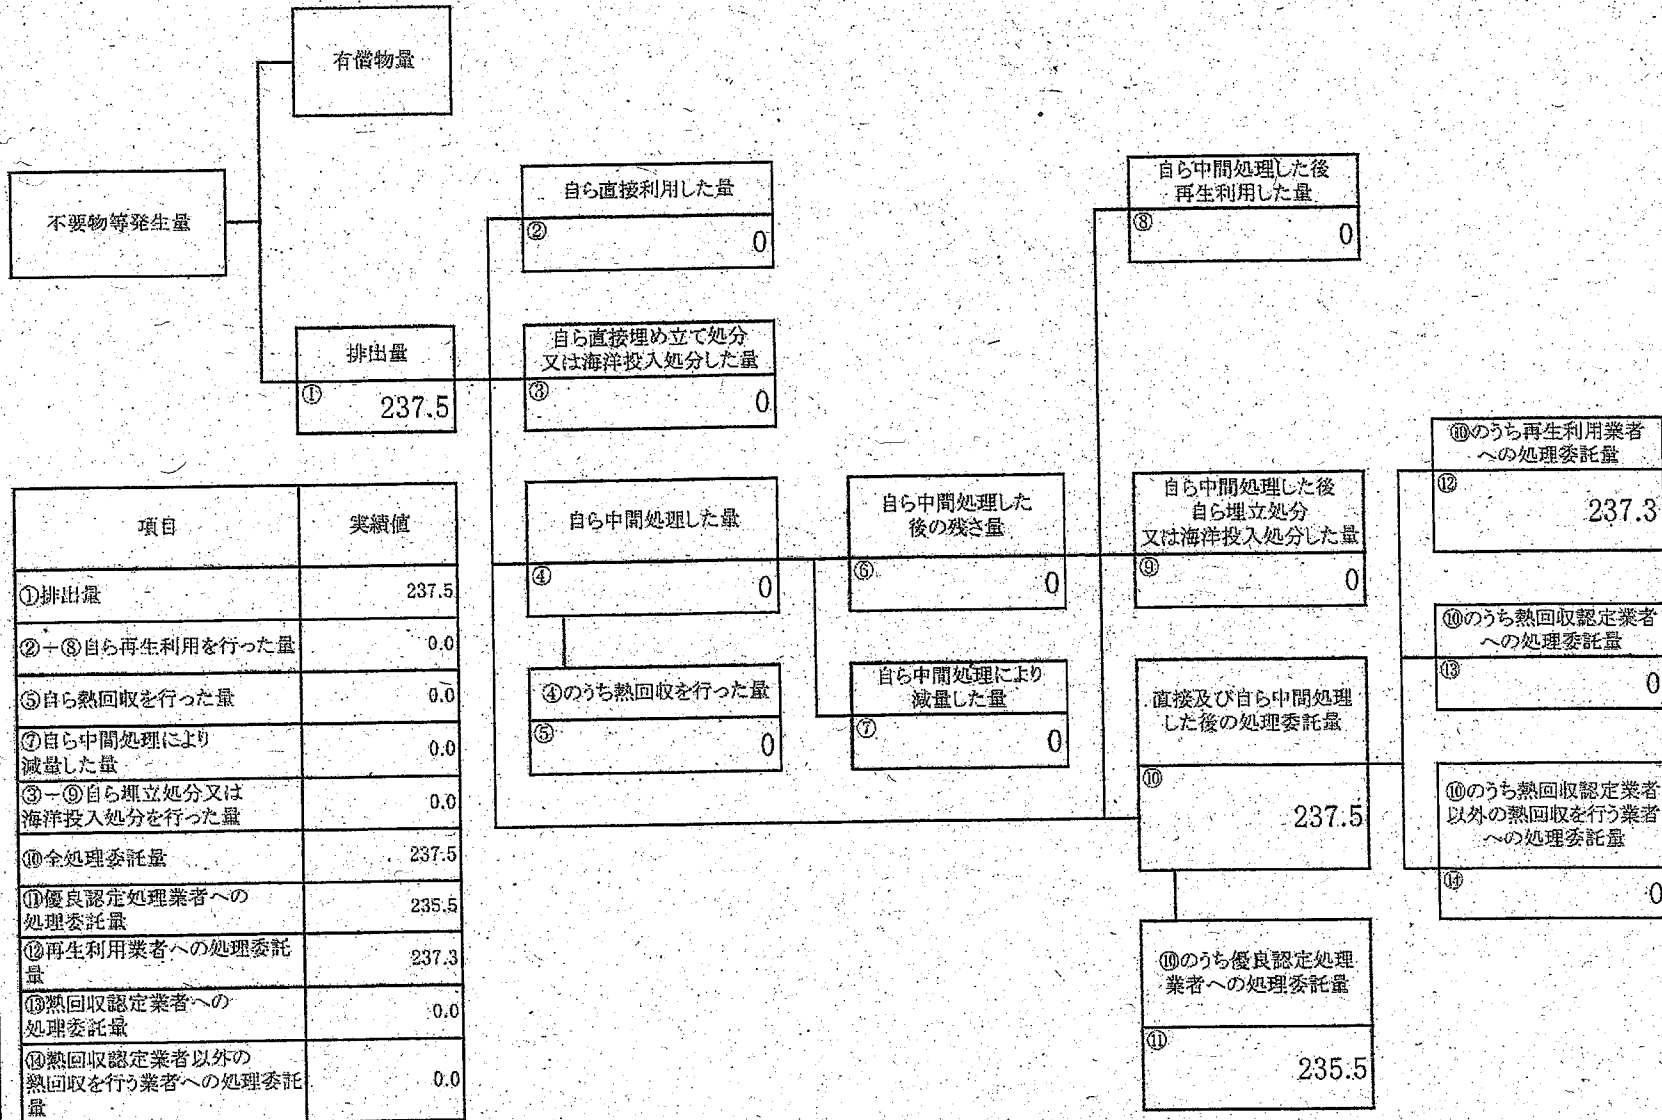 有償物量
不要物等発生量
自ら直接利用した量
②
0
自ら中間処理した後
再生利用した量
⑧
0
排出量
①
237.5
自ら直接埋め立て処分
又は海洋投入処分した量
③
0
自ら中間処理した量
④
0
自ら中間処理した
後の残さ量
⑥
0
自ら中間処理した後
自ら埋立処分
又は海洋投入処分した量
⑨
0
⑩のうち再生利用業者
への処理委託量
⑫
237.3
④のうち熱回収を行った量
⑤
0
自ら中間処理により
減量した量
⑦
0
直接及び自ら中間処理
した後の処理委託量
⑩
237.5
⑩のうち熱回収認定業者
への処理委託量
⑬
0
⑩のうち熱回収認定業者
以外の熱回収を行う業者
への処理委託量
⑭
0
⑩のうち優良認定処理
業者への処理委託量
⑪
235.5
項目 実績値
①排出量 237.5
②+⑧自ら再生利用を行った量 0.0
⑤自ら熱回収を行った量 0.0
⑦自ら中間処理により
減量した量 0.0
③+⑨自ら埋立処分又は
海洋投入処分を行った量 0.0
⑩全処理委託量 237.5
⑪優良認定処理業者への
処理委託量 235.5
⑫再生利用業者への処理委託
量 237.3
⑬熱回収認定業者への
処理委託量 0.0
⑭熱回収認定業者以外の
熱回収を行う業者への処理委託
量 0.0